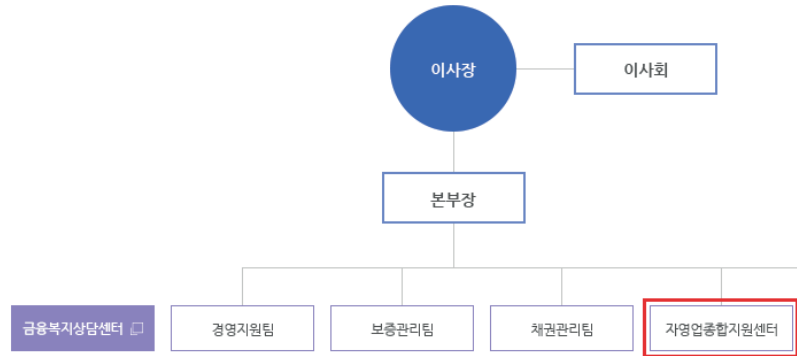 이사장
이사회
본부장
금융복지상담센터
경영지원팀
보증관리팀
채권관리팀
자영업종합지원센터